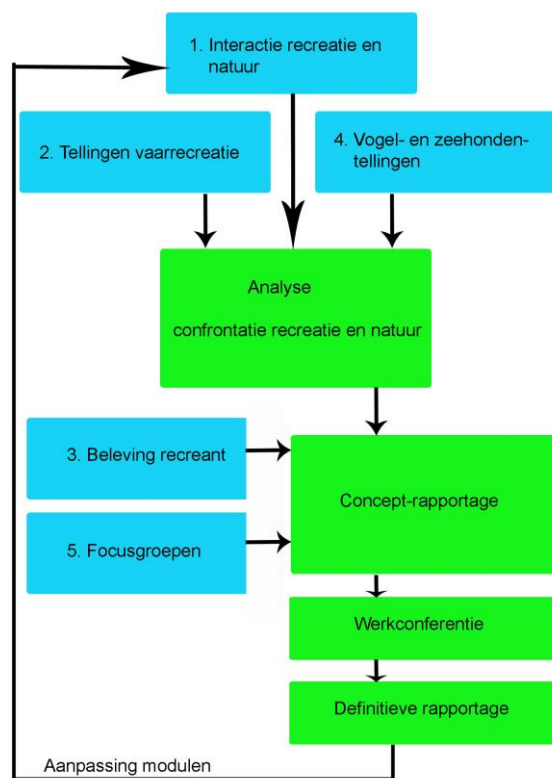 1. Interactie recreatie en
natuur
2. Tellingen vaarrecreatie
4. Vogel- en zeehonden-
tellingen
Analyse
confrontatie recreatie en natuur
3. Beleving recreant
Concept-rapportage
5. Focusgroepen
Werkconferentie
Definitieve rapportage
Aanpassing modulen